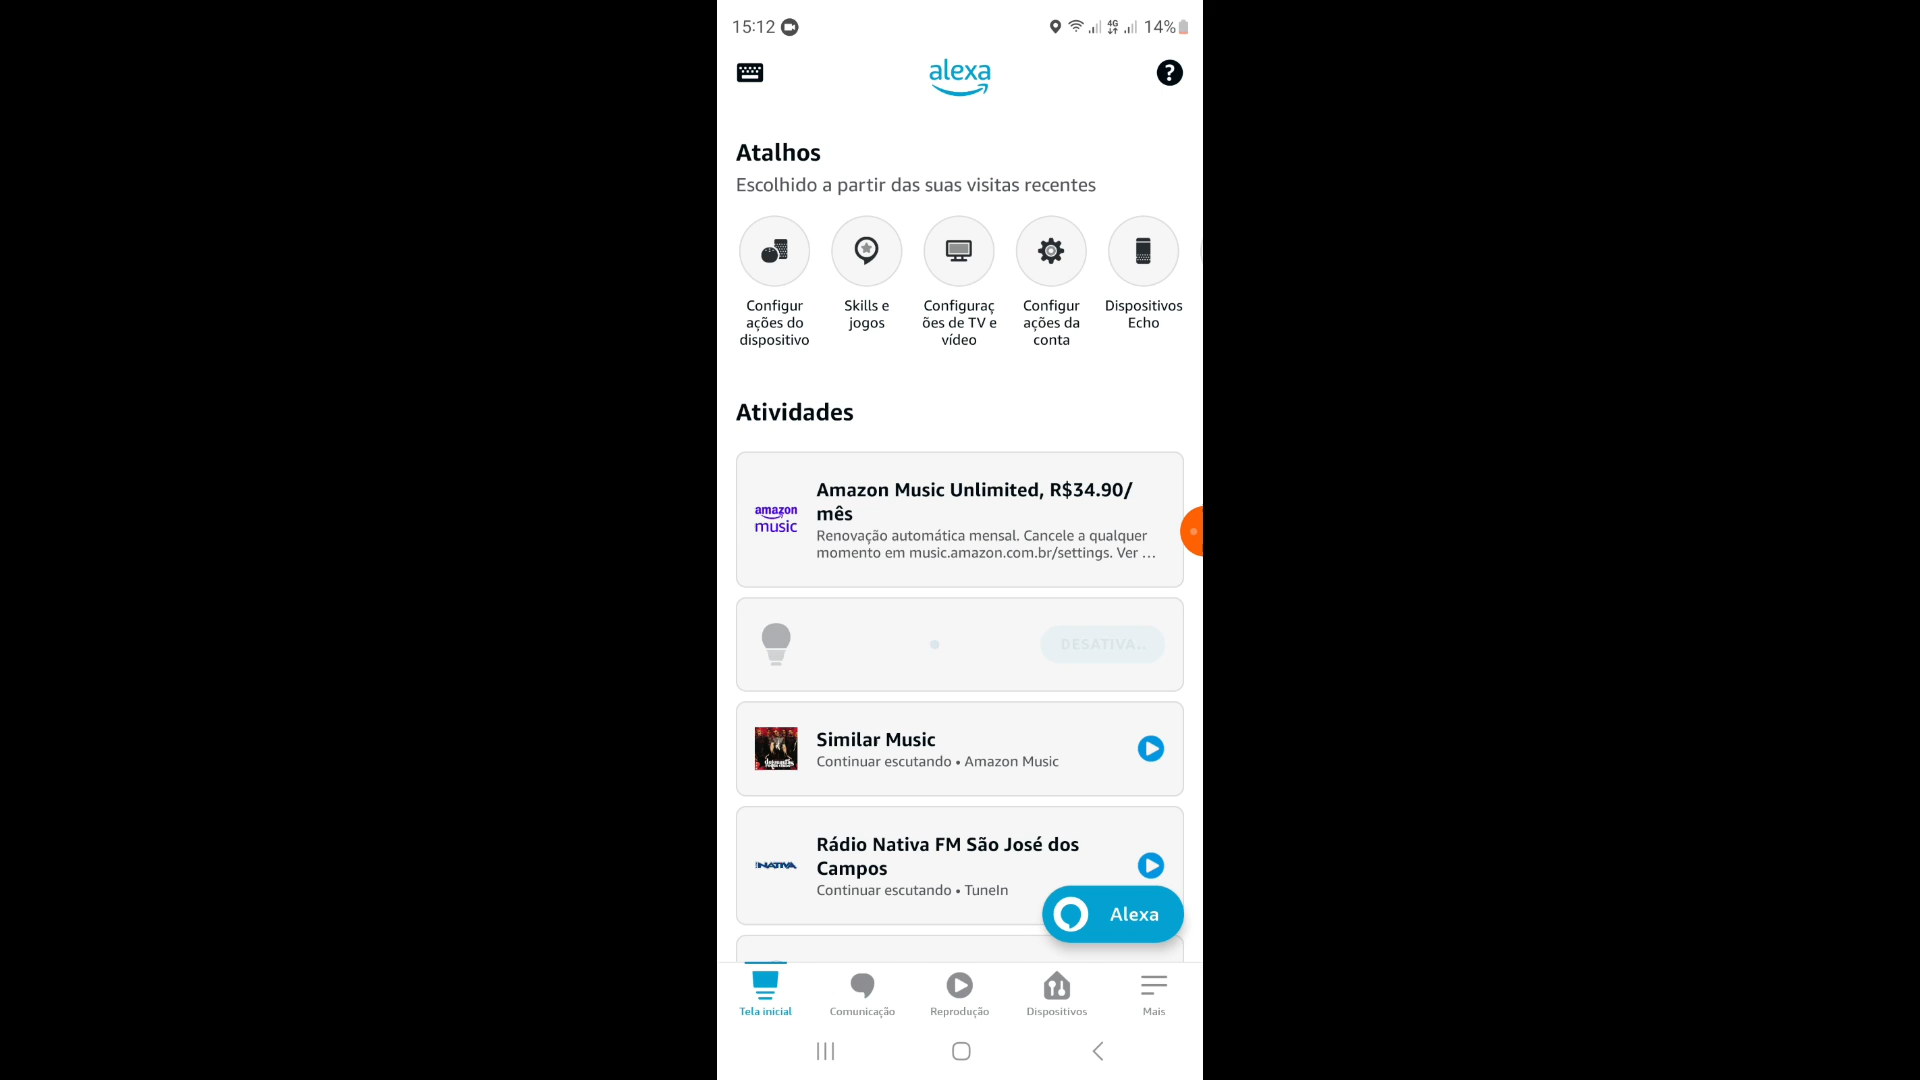 15:12
4G
14%
alexa
?
Atalhos
Escolhido a partir das suas visitas recentes
Configur
ações do
dispositivo
Skills e
jogos
Configuraç
ões de TV e
vídeo
Configur
ações da
conta
Dispositivos
Echo
Atividades
amazon
music
Amazon Music Unlimited, R$34.90/
mês
Renovação automática mensal. Cancele a qualquer
momento em music.amazon.com.br/settings. Ver ...
DESATIVA...
Similar Music
Continuar escutando • Amazon Music
NATIVA
Rádio Nativa FM São José dos
Campos
Continuar escutando • TuneIn
Alexa
Tela inicial
Comunicação
Reprodução
Dispositivos
Mais